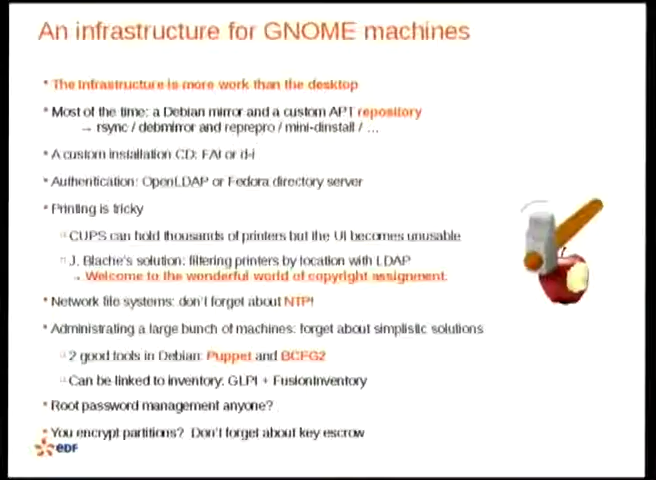 An infrastructure for GNOME machines
The infrastructure is more work than the desktop
Most of the time: a Debian mirror and a custom APT repository
→ rsync / debmirror and reprepro / mini-dinstall / …
A custom installation CD: FAI or d-i
Authentication: OpenLDAP or Fedora directory server
Printing is tricky
CUPS can hold thousands of printers but the UI becomes unusable
J. Blache's solution: filtering printers by location with LDAP
→ Welcome to the wonderful world of copyright assignment.
Network file systems: don't forget about NTP!
Administrating a large bunch of machines: forget about simplistic solutions
2 good tools in Debian: Puppet and BCFG2
Can be linked to inventory: GLPI + FusionInventory
Root password management anyone?
You encrypt partitions? Don't forget about key escrow
eDF